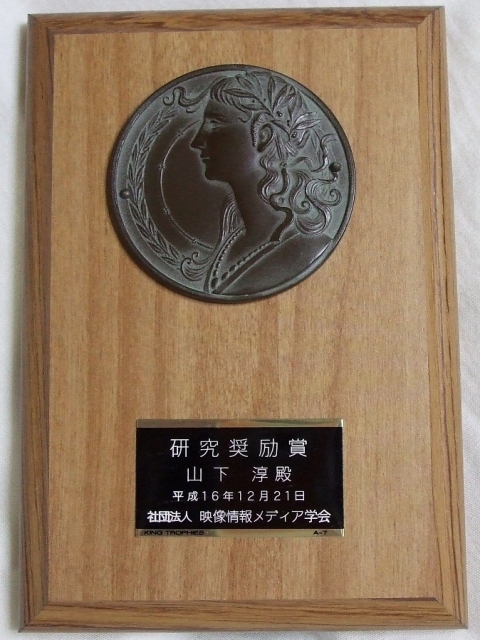 研究奨励賞
山下 淳殿
平成16年12月21日
社団法人 映像情報メディア学会
KING TROPHIES A-7